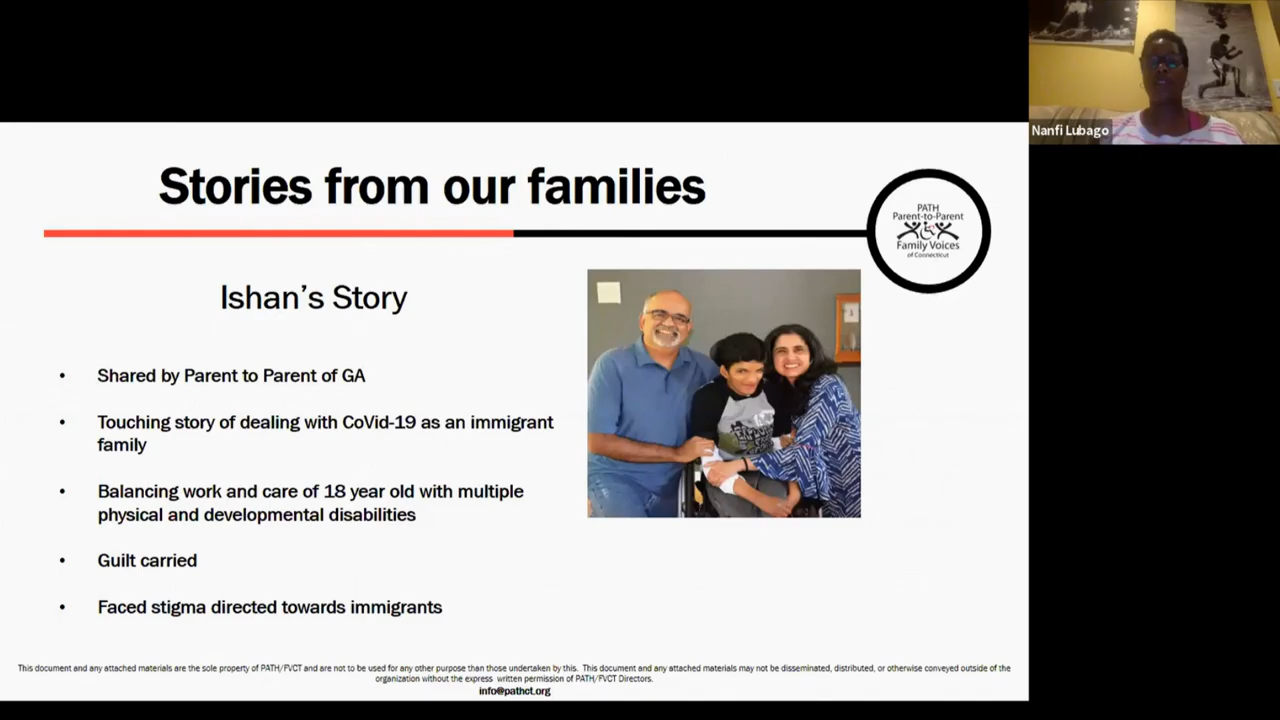 Nanfi Lubago
Stories from our families
PATH
Parent-to-Parent
Family Voices
of Connecticut
Ishan’s Story
• Shared by Parent to Parent of GA
• Touching story of dealing with CoVid-19 as an immigrant
family
• Balancing work and care of 18 year old with multiple
physical and developmental disabilities
• Guilt carried
• Faced stigma directed towards immigrants
This document and any attached materials are the sole property of PATH/FVCT and are not to be used for any other purpose than those undertaken by this. This document and any attached materials may not be disseminated, distributed, or otherwise conveyed outside of the
organization without the express written permission of PATH/FVCT Directors.
info@pathct.org